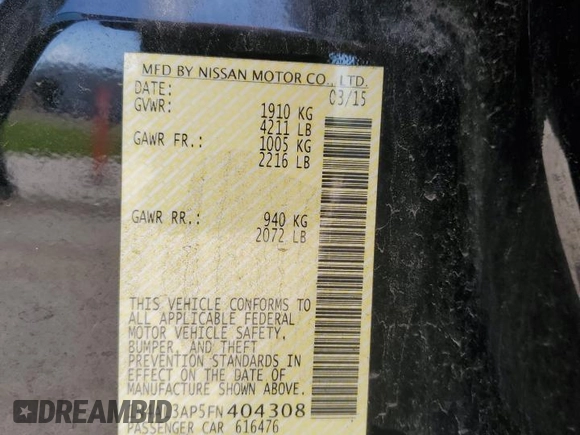 MFD BY NISSAN MOTOR CO., LTD.
DATE: 03/15
GVWR: 1910 KG
4211 LB
GAWR FR.: 1005 KG
2216 LB
GAWR RR.: 940 KG
2072 LB
THIS VEHICLE CONFORMS TO
ALL APPLICABLE FEDERAL
MOTOR VEHICLE SAFETY,
BUMPER, AND THEFT
PREVENTION STANDARDS IN
EFFECT ON THE DATE OF
MANUFACTURE SHOWN ABOVE.
3AP5FN404308
PASSENGER CAR 616476
DREAMBID